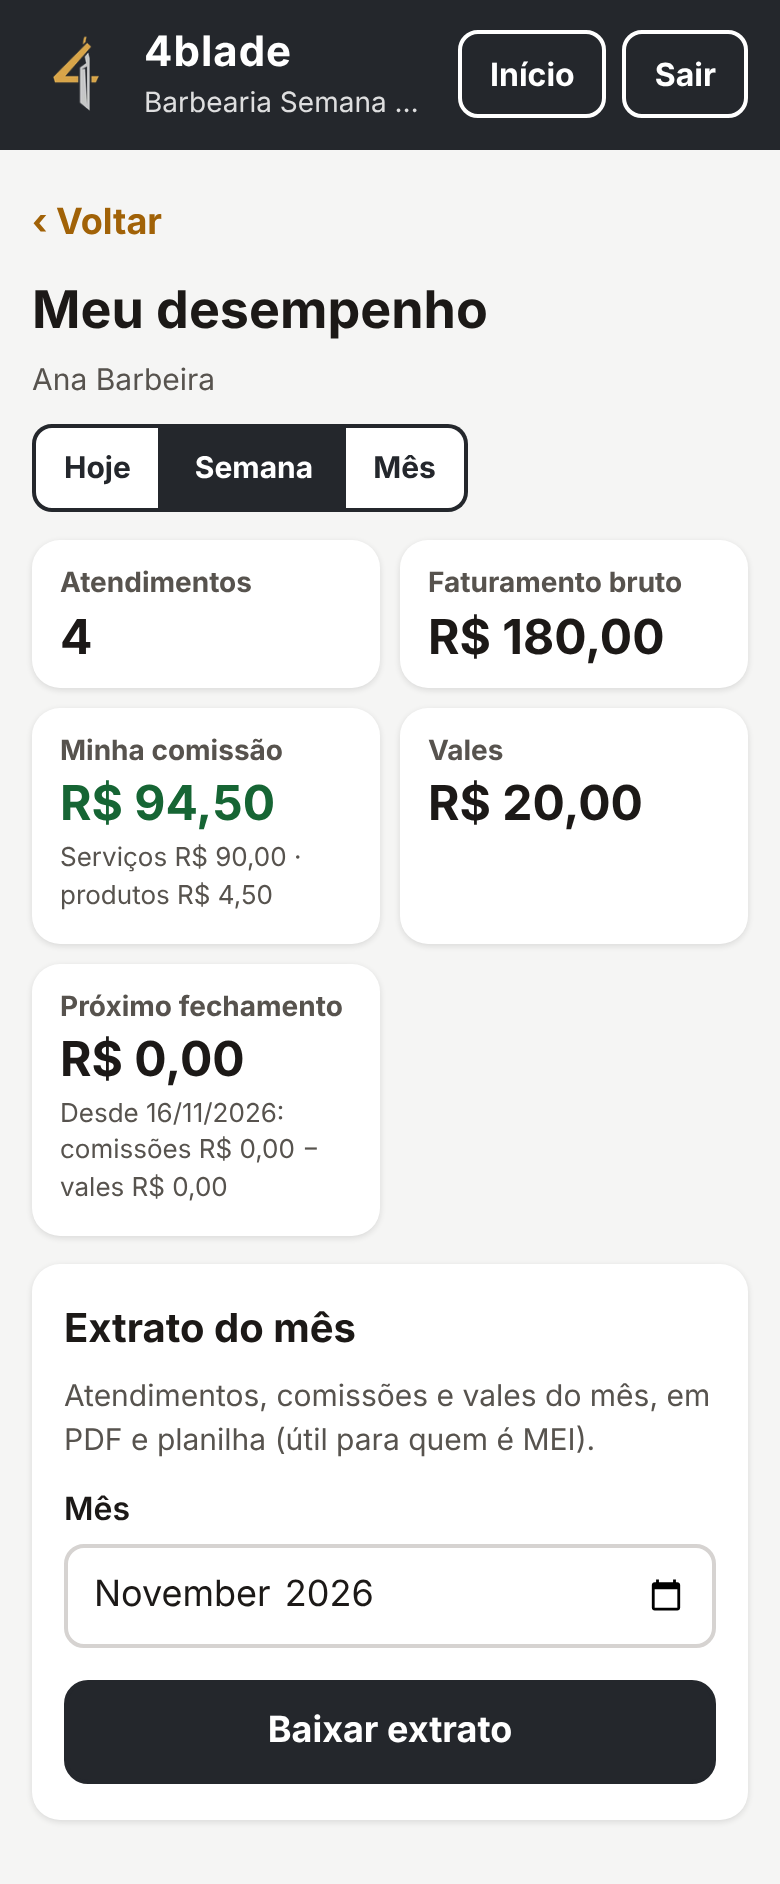 4blade
Barbearia Semana ...
Início
Sair
‹ Voltar
Meu desempenho
Ana Barbeira
Hoje
Semana
Mês
Atendimentos
4
Faturamento bruto
R$ 180,00
Minha comissão
R$ 94,50
Serviços R$ 90,00 ·
produtos R$ 4,50
Vales
R$ 20,00
Próximo fechamento
R$ 0,00
Desde 16/11/2026:
comissões R$ 0,00 −
vales R$ 0,00
Extrato do mês
Atendimentos, comissões e vales do mês, em
PDF e planilha (útil para quem é MEI).
Mês
November 2026
Baixar extrato